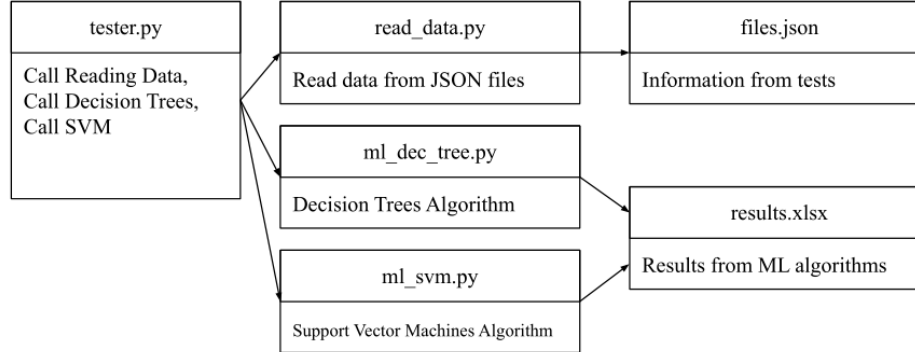 tester.py
Call Reading Data,
Call Decision Trees,
Call SVM
read_data.py
Read data from JSON files
files.json
Information from tests
ml_dec_tree.py
Decision Trees Algorithm
ml_svm.py
Support Vector Machines Algorithm
results.xlsx
Results from ML algorithms